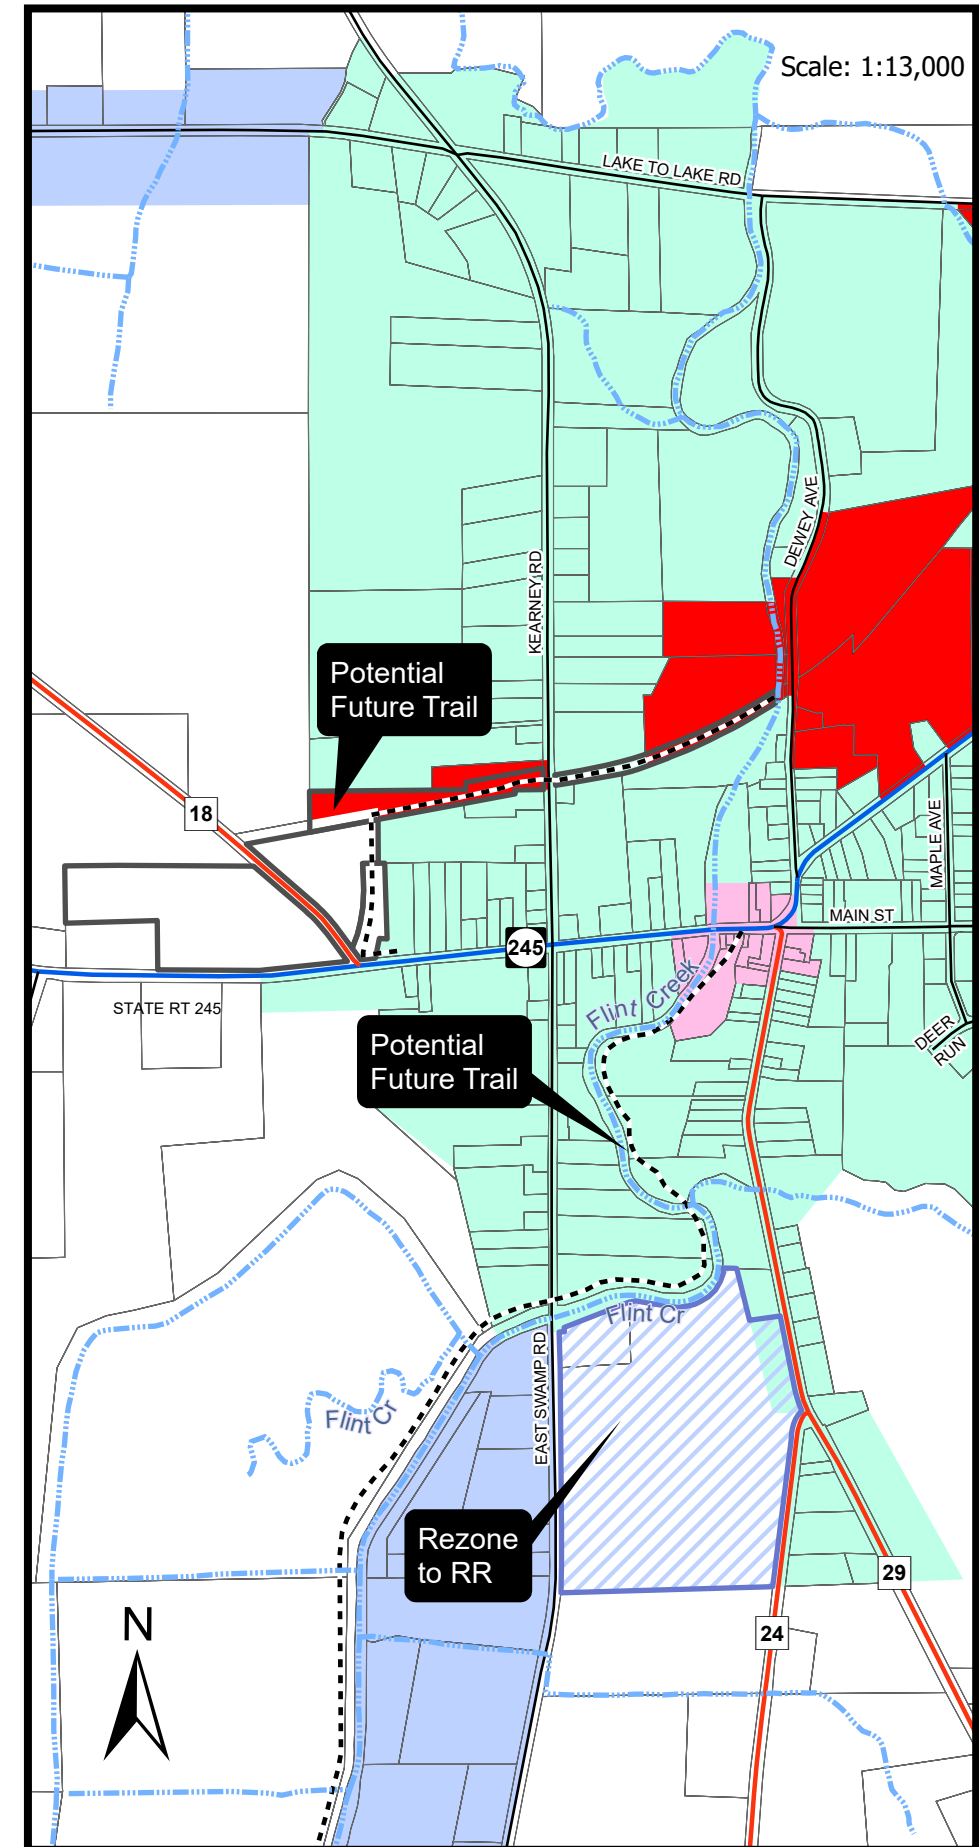 Scale: 1:13,000
LAKE TO LAKE RD
DEWEY AVE
KEARNEY RD
Potential
Future Trail
18
MAPLE AVE
MAIN ST
245
STATE RT 245
Flint Creek
DEER
RUN
Potential
Future Trail
Flint Cr
EAST SWAMP RD
Flint Cr
Rezone
to RR
29
24
N